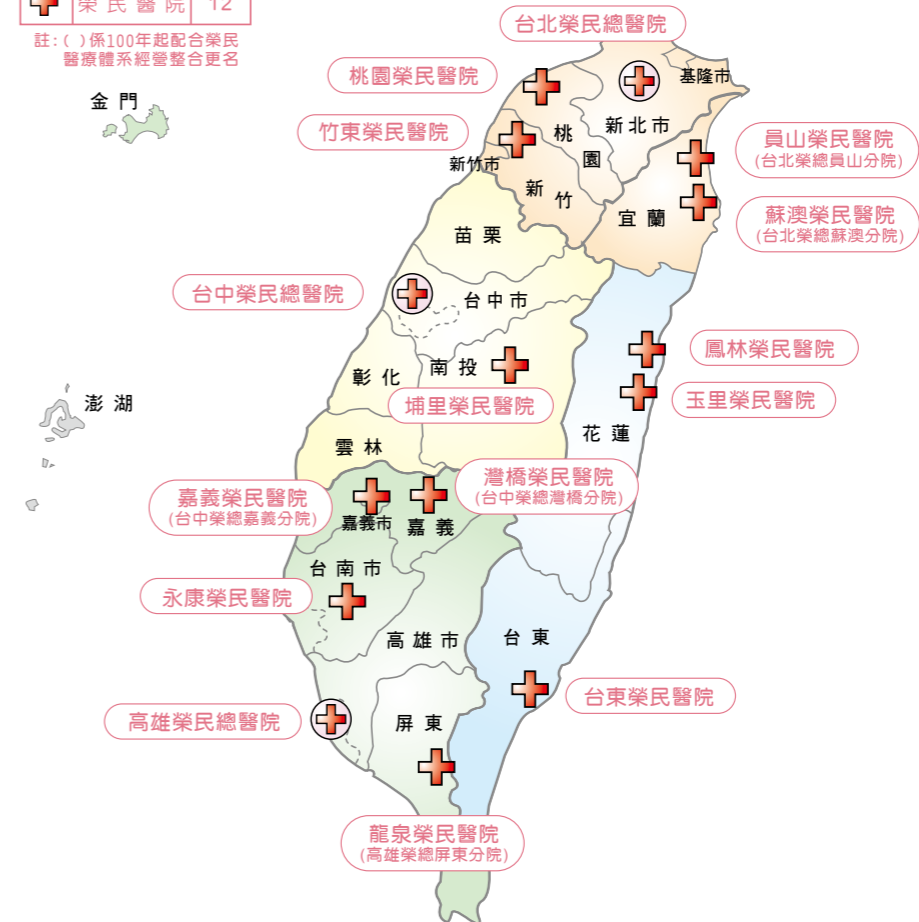 榮民醫院 12
註:( )係100年起配合榮民
醫療體系經營整合更名
台北榮民總醫院
桃園榮民醫院
基隆市
金門
竹東榮民醫院
桃園
新北市
員山榮民醫院
(台北榮總員山分院)
新竹市
新竹
宜蘭
蘇澳榮民醫院
(台北榮總蘇澳分院)
苗栗
台中榮民總醫院
台中市
鳳林榮民醫院
南投
彰化
澎湖
埔里榮民醫院
玉里榮民醫院
花蓮
雲林
灣橋榮民醫院
(台中榮總灣橋分院)
嘉義榮民醫院
(台中榮總嘉義分院)
嘉義市
嘉義
台南市
永康榮民醫院
高雄市
台東
台東榮民醫院
高雄榮民總醫院
屏東
龍泉榮民醫院
(高雄榮總屏東分院)